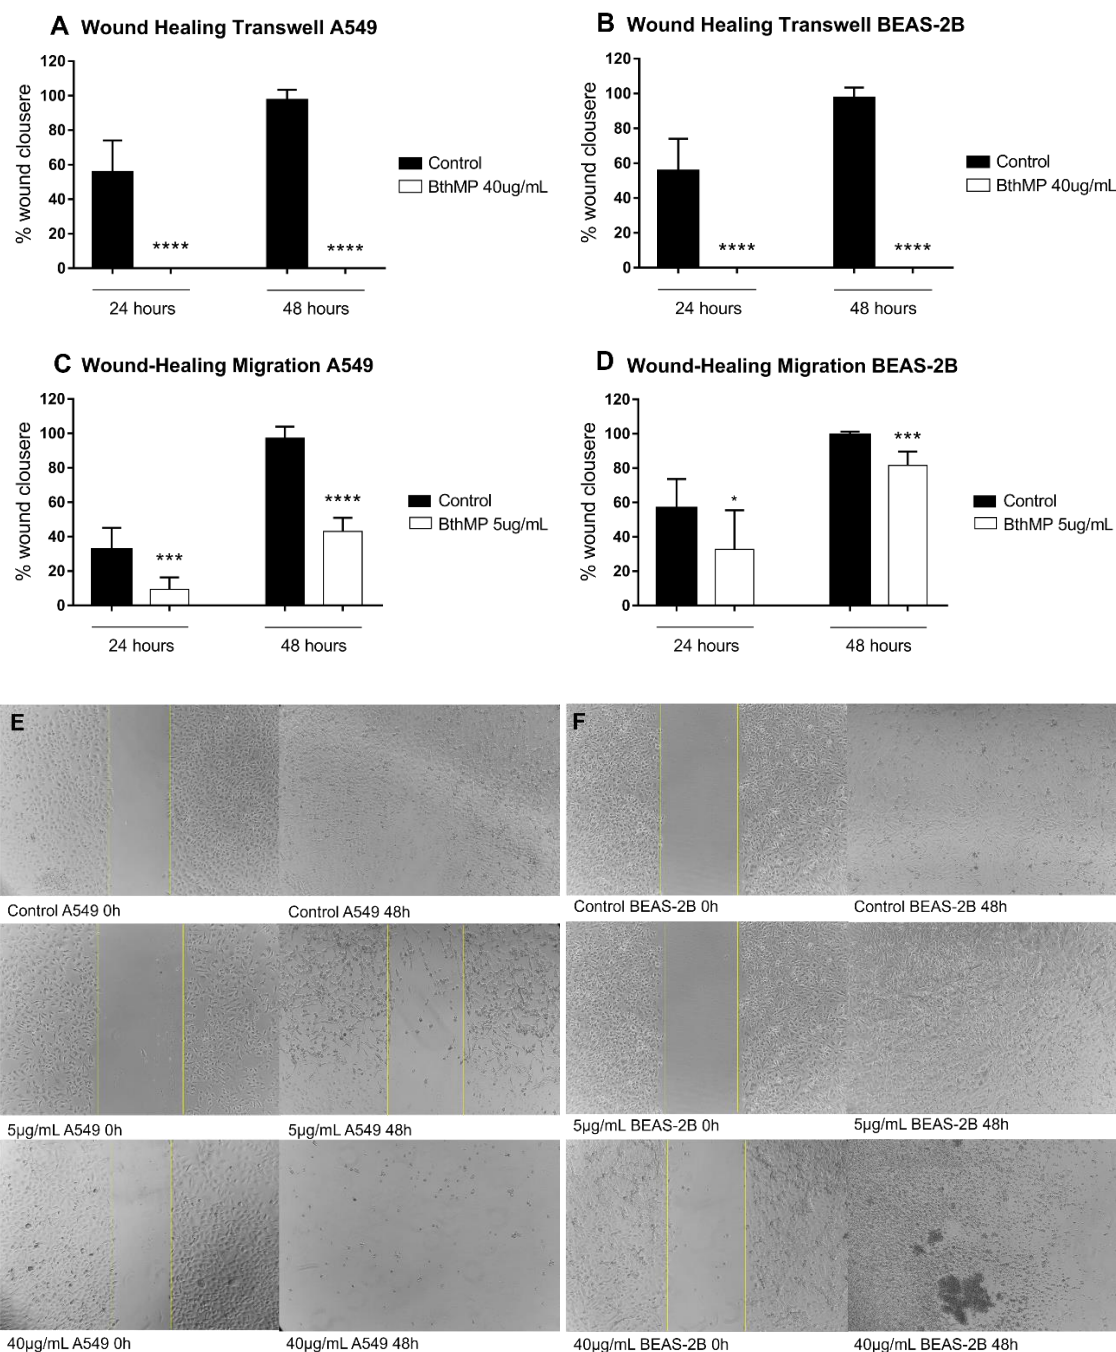 A Wound Healing Transwell A549
% wound clousere
120
100
80
60
40
20
0
****
****
24 hours
48 hours
Control
BthMP 40ug/mL
B Wound Healing Transwell BEAS-2B
% wound clousere
120
100
80
60
40
20
0
****
****
24 hours
48 hours
Control
BthMP 40ug/mL
C Wound-Healing Migration A549
% wound clousere
120
100
80
60
40
20
0
***
****
24 hours
48 hours
Control
BthMP 5ug/mL
D Wound-Healing Migration BEAS-2B
% wound clousere
120
100
80
60
40
20
0
*
***
24 hours
48 hours
Control
BthMP 5ug/mL
E
Control A549 0h
Control A549 48h
5µg/mL A549 0h
5µg/mL A549 48h
40µg/mL A549 0h
40µg/mL A549 48h
F
Control BEAS-2B 0h
Control BEAS-2B 48h
5µg/mL BEAS-2B 0h
5µg/mL BEAS-2B 48h
40µg/mL BEAS-2B 0h
40µg/mL BEAS-2B 48h